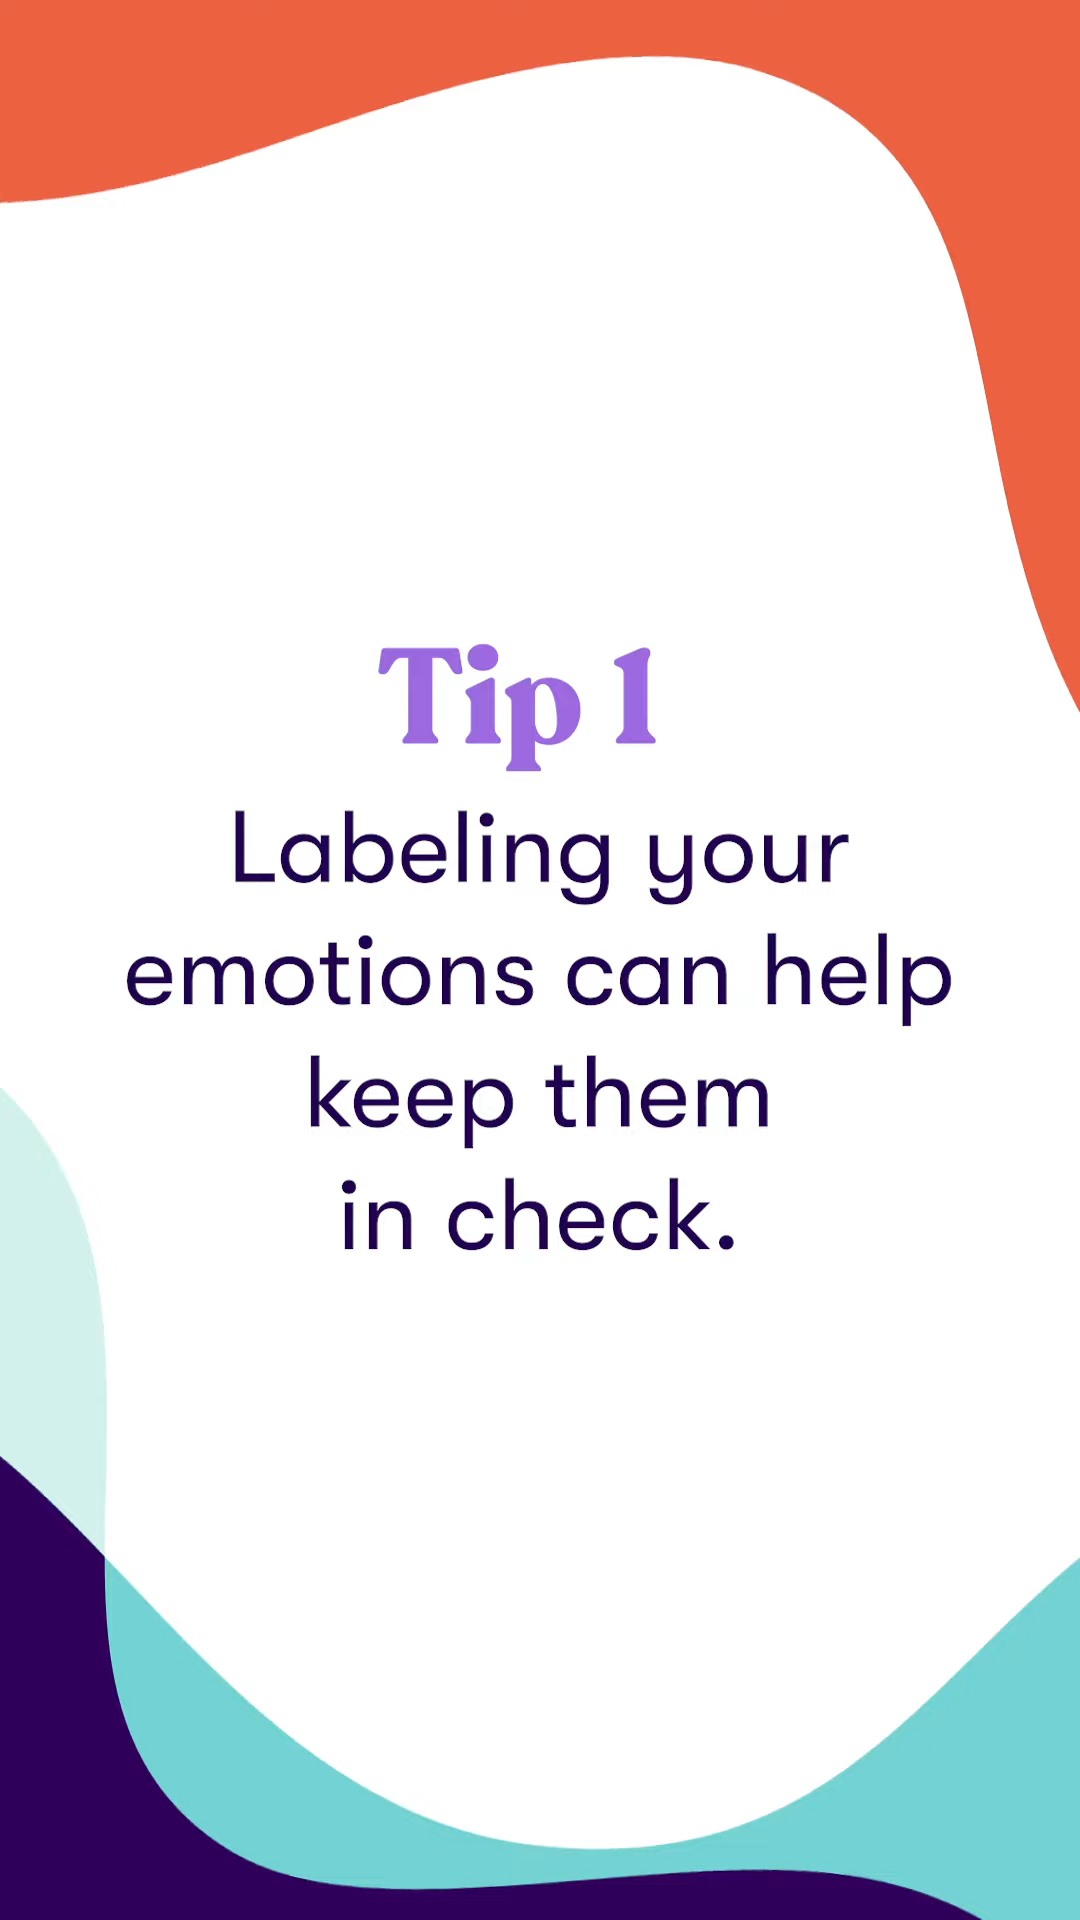 Tip 1
Labeling your
emotions can help
keep them
in check.